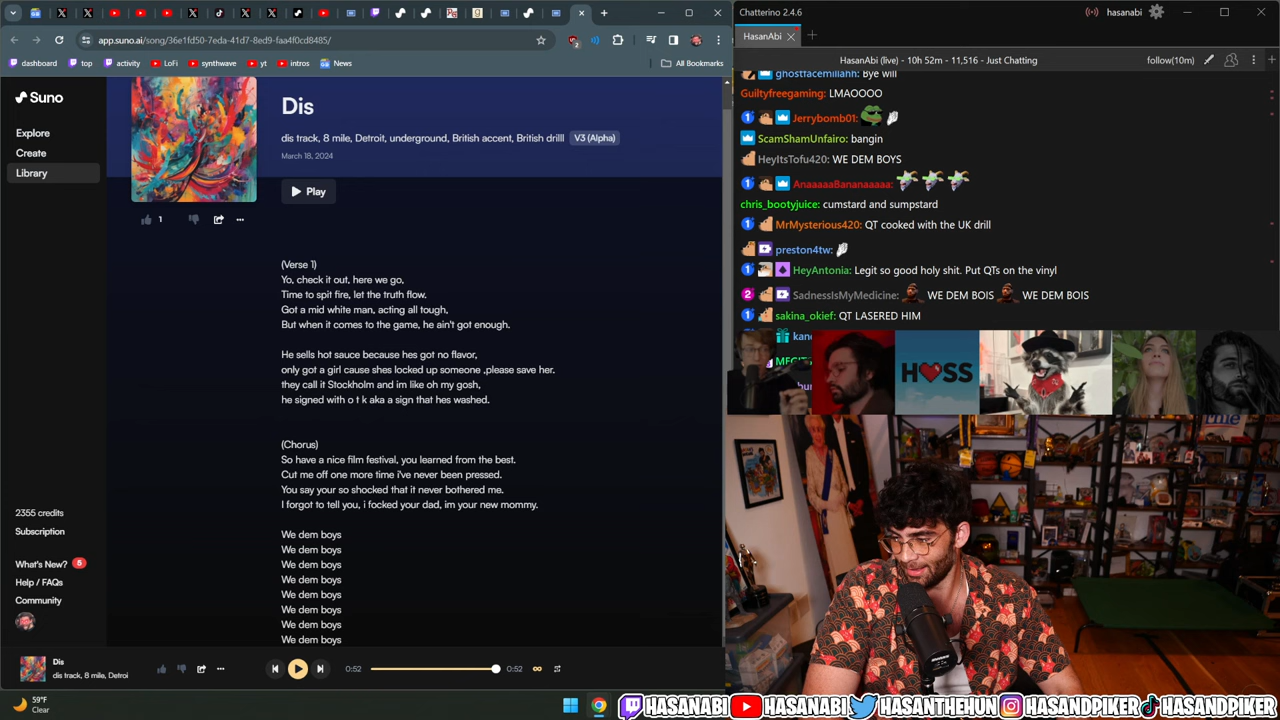 app.suno.ai/song/36e1fd50-7eda-41d7-8ed9-faa4f0cd8485/
dashboard
top
activity
LoFi
synthwave
yt
intros
News
All Bookmarks
Suno
Explore
Create
Library
2355 credits
Subscription
What's New? 5
Help / FAQs
Community
Dis
dis track, 8 mile, Detroit, underground, British accent, British drilll V3 (Alpha)
March 18, 2024
Play
1
(Verse 1)
Yo, check it out, here we go,
Time to spit fire, let the truth flow.
Got a mid white man, acting all tough,
But when it comes to the game, he ain't got enough.
He sells hot sauce because hes got no flavor,
only got a girl cause shes locked up someone ,please save her.
they call it Stockholm and im like oh my gosh,
he signed with o t k aka a sign that hes washed.
(Chorus)
So have a nice film festival, you learned from the best.
Cut me off one more time i've never been pressed.
You say your so shocked that it never bothered me.
I forgot to tell you, i focked your dad, im your new mommy.
We dem boys
We dem boys
We dem boys
We dem boys
We dem boys
We dem boys
We dem boys
We dem boys
Dis
dis track, 8 mile, Detroi
0:52
0:52
59°F
Clear
Chatterino 2.4.6
hasanabi
HasanAbi
HasanAbi (live) - 10h 52m - 11,516 - Just Chatting
follow(10m)
ghostfacemillahh: Bye will
Guiltyfreegaming: LMAOOOO
Jerrybomb01:
ScamShamUnfairo: bangin
HeyItsTofu420: WE DEM BOYS
AnaaaaaBananaaaaa:
chris_bootyjuice: cumstard and sumpstard
MrMysterious420: QT cooked with the UK drill
preston4tw:
HeyAntonia: Legit so good holy shit. Put QTs on the vinyl
SadnessIsMyMedicine: WE DEM BOIS WE DEM BOIS
sakina_okief: QT LASERED HIM
HOSS
HASANABI
HASANABI
HASANTHEHUN
HASANDPIKER
HASANDPIKER